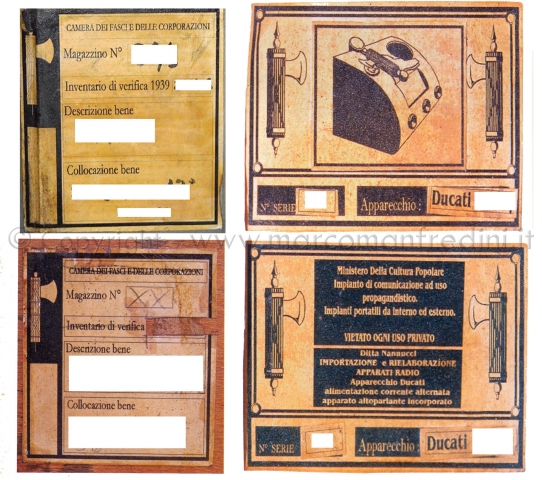 CAMERA DEI FASCI E DELLE CORPORAZIONI
Magazzino N°
Inventario di verifica 1939
Descrizione bene
Collocazione bene
N°. SERIE
Apparecchio : Ducati
© Copyright - www.marcomanfredini.it
CAMERA DEI FASCI E DELLE CORPORAZIONI
Magazzino N°
XX
Inventario di verifica
Descrizione bene
Collocazione bene
Ministero Della Cultura Popolare
Impianto di comunicazione ad uso
propagandistico.
Impianti portatili da interno ed esterno.
VIETATO OGNI USO PRIVATO
Ditta Nannucci
IMPORTAZIONE e RIELABORAZIONE
APPARATI RADIO
Apparecchio Ducati
alimentazione corrente alternata
apparato altoparlante incorporato
N°. SERIE
Apparecchio : Ducati